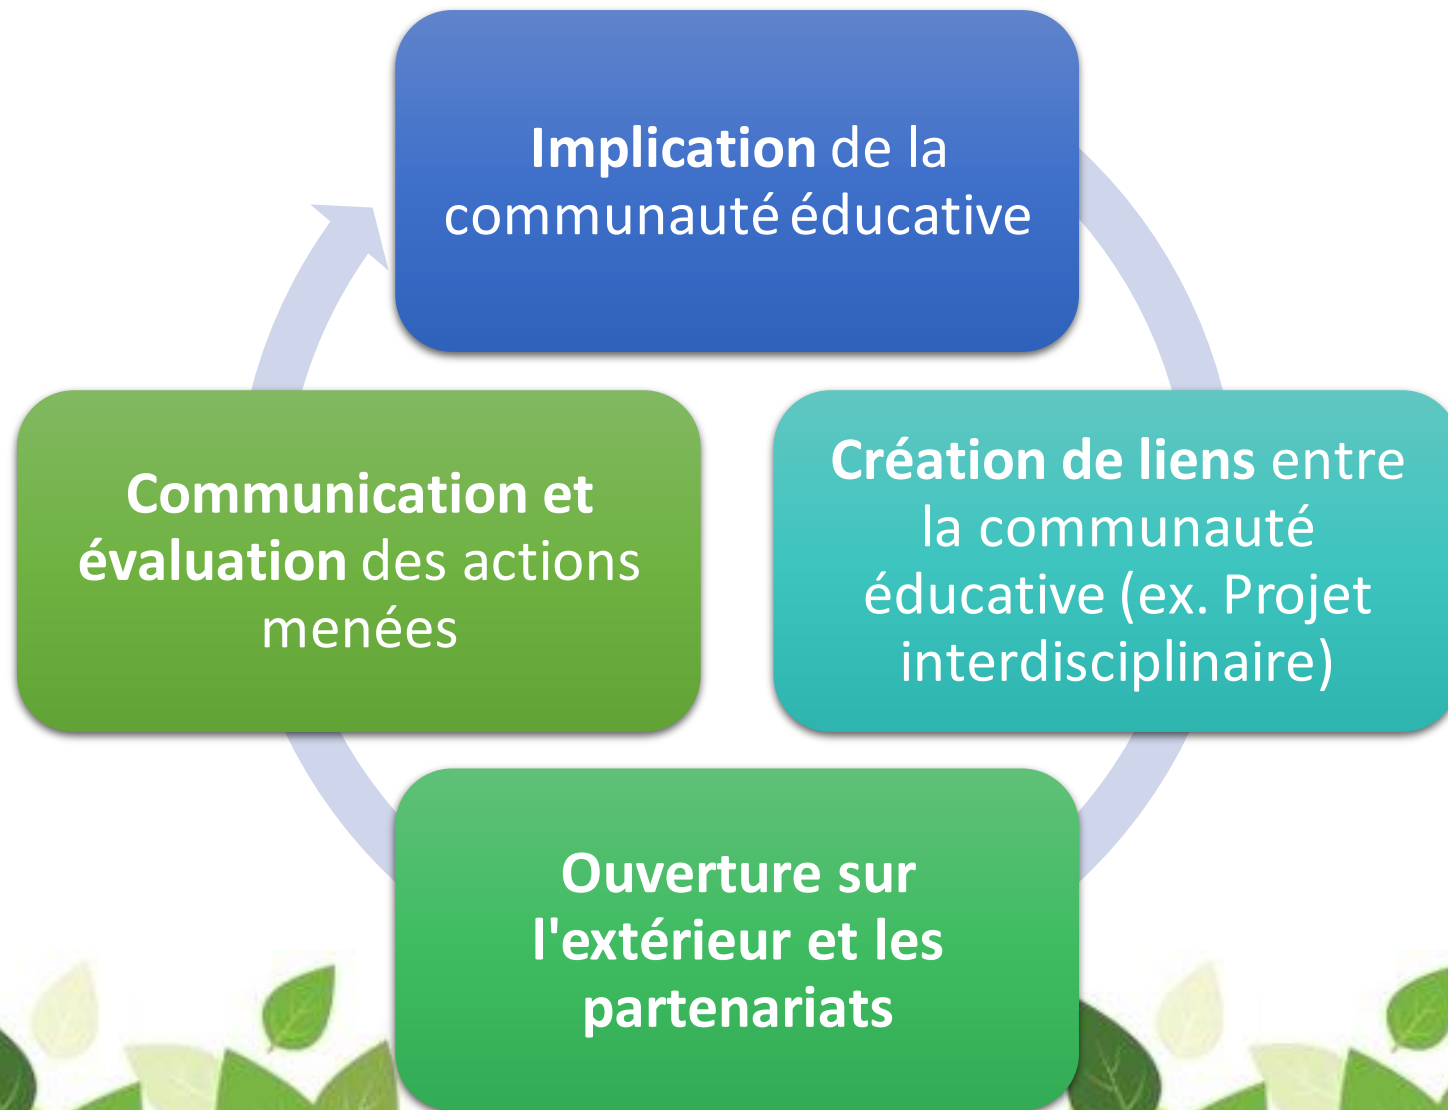 Implication de la
communauté éducative
Création de liens entre
la communauté
éducative (ex. Projet
interdisciplinaire)
Ouverture sur
l'extérieur et les
partenariats
Communication et
évaluation des actions
menées